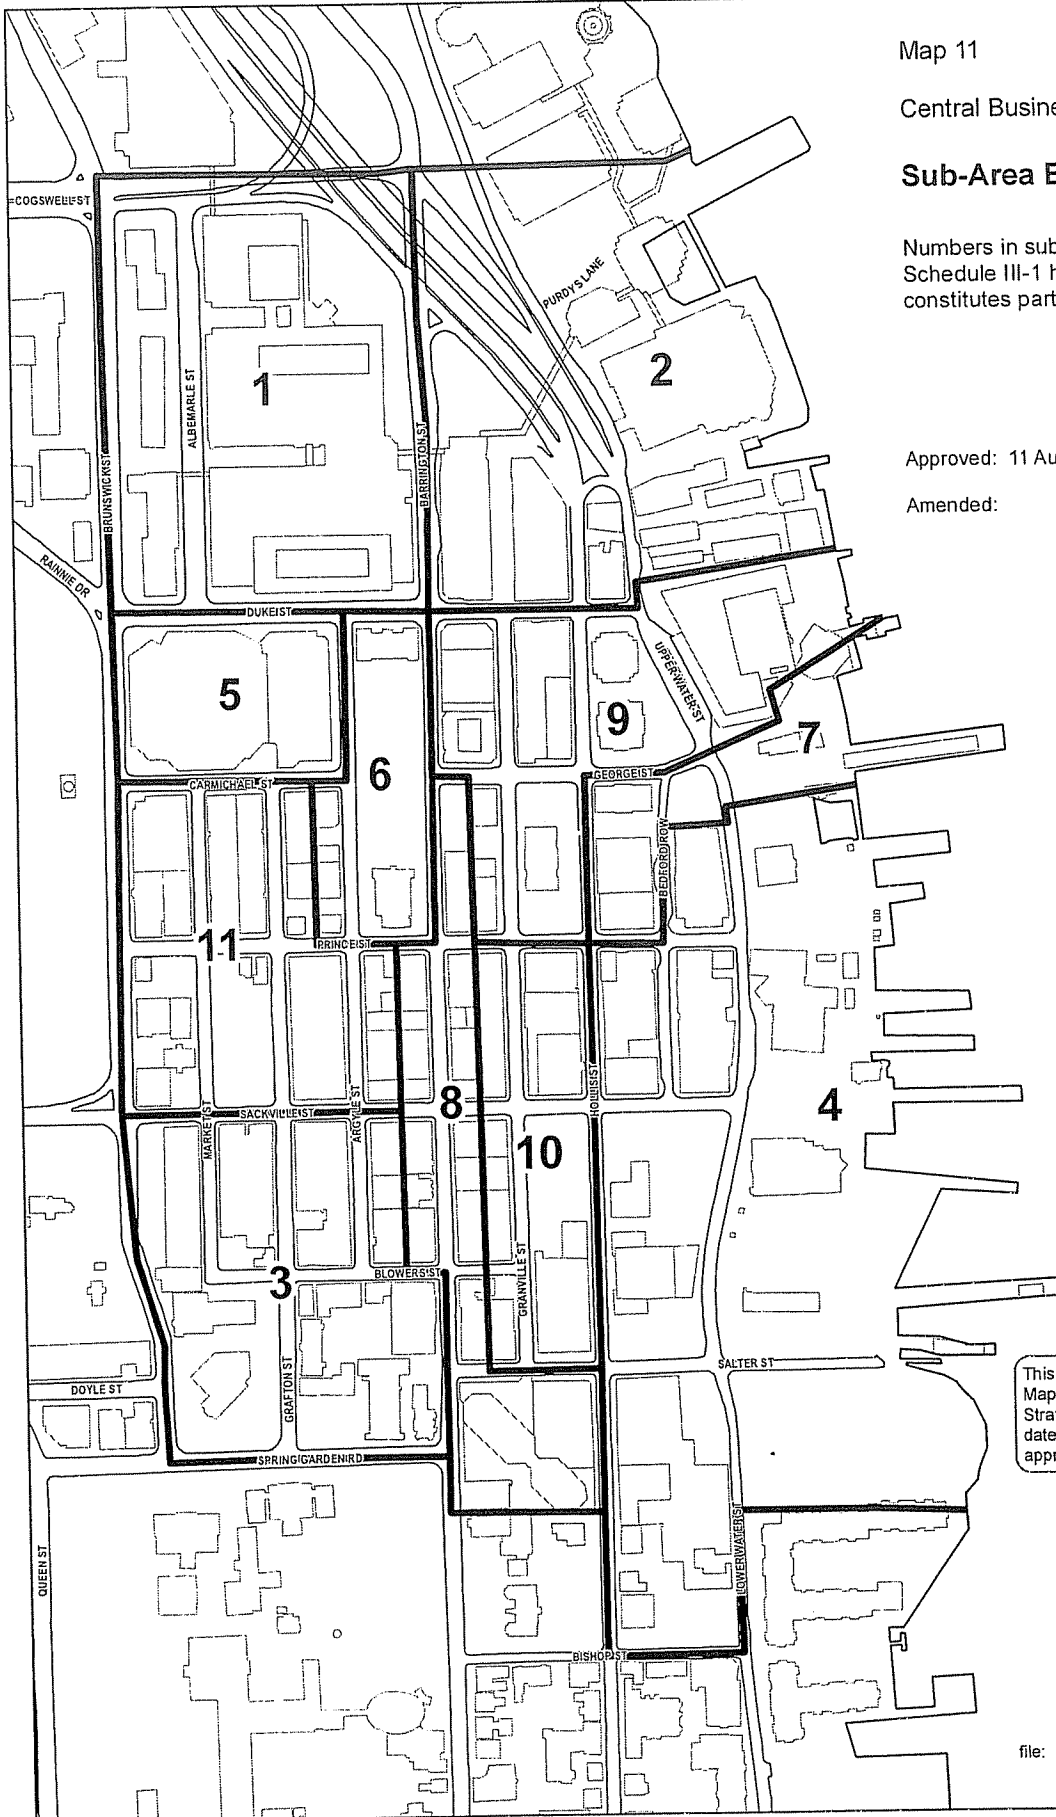 Map 11
Central Busine
Sub-Area B
Numbers in sub
Schedule III-1 h
constitutes part
Approved: 11 Au
Amended:
COGSWELL ST
PURDY'S LANE
1
2
ALBEMARLE ST
BRUNSWICK ST
BARRINGTON ST
RAINNIE DR
DUKE ST
UPPER WATER ST
5
9
7
6
GEORGE ST
CARMICHAEL ST
BEDFORD ROW
11
PRINCE ST
HOLLIS ST
8
4
SACKVILLE ST
MARKET ST
ARGYLE ST
10
BLOWERS ST
3
GRANVILLE ST
SALTER ST
DOYLE ST
GRAFTON ST
This
Map
Stra
date
appr
SPRING GARDEN RD
QUEEN ST
LOWER WATER ST
BISHOP ST
file: